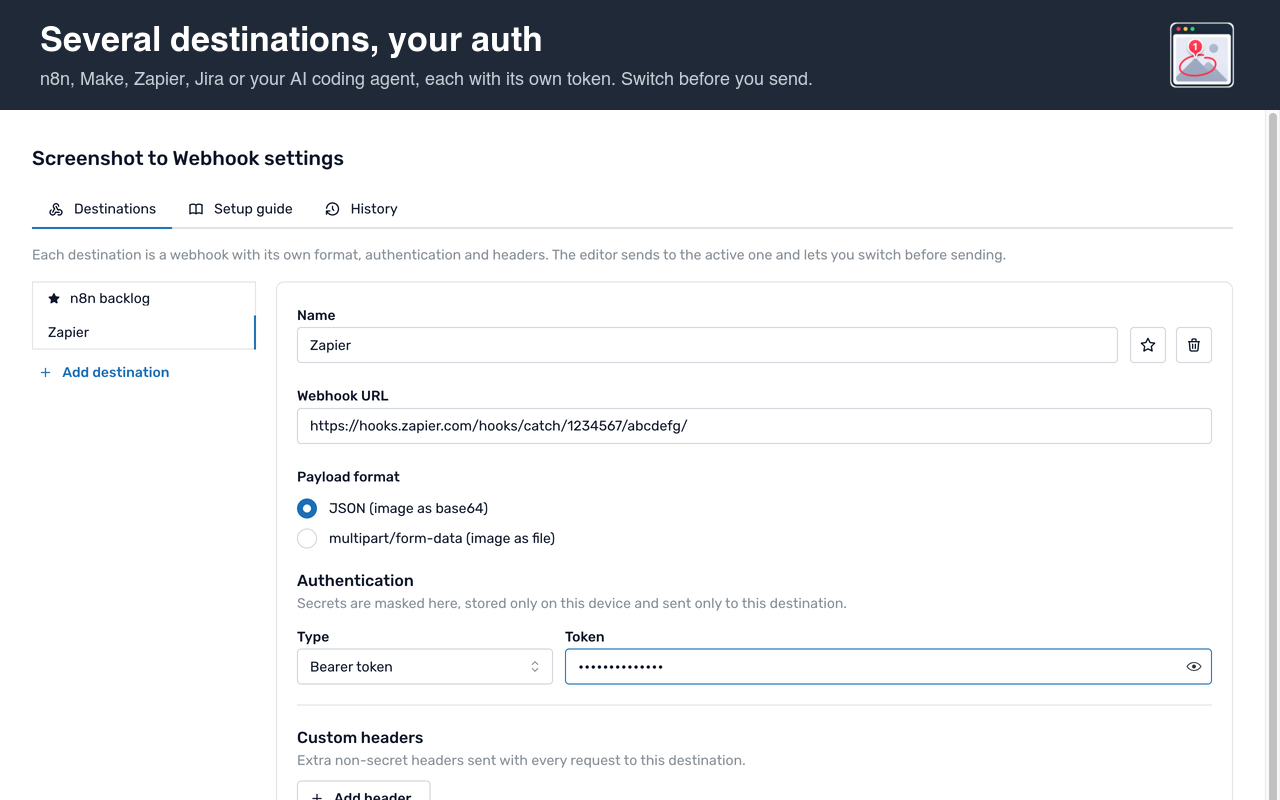 Several destinations, your auth
n8n, Make, Zapier, Jira or your AI coding agent, each with its own token. Switch before you send.
1
Screenshot to Webhook settings
Destinations
Setup guide
History
Each destination is a webhook with its own format, authentication and headers. The editor sends to the active one and lets you switch before sending.
n8n backlog
Zapier
+ Add destination
Name
Zapier
Webhook URL
https://hooks.zapier.com/hooks/catch/1234567/abcdefg/
Payload format
JSON (image as base64)
multipart/form-data (image as file)
Authentication
Secrets are masked here, stored only on this device and sent only to this destination.
Type
Token
Bearer token
••••••••••••••
Custom headers
Extra non-secret headers sent with every request to this destination.
+ Add header